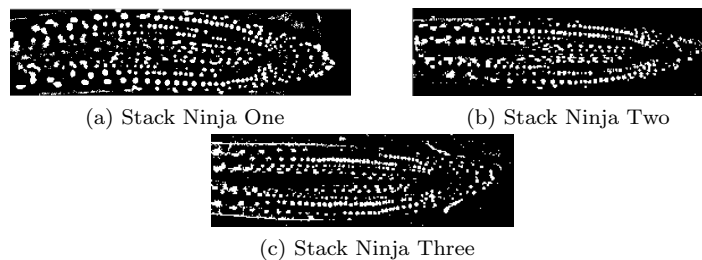 (a) Stack Ninja One
(b) Stack Ninja Two
(c) Stack Ninja Three